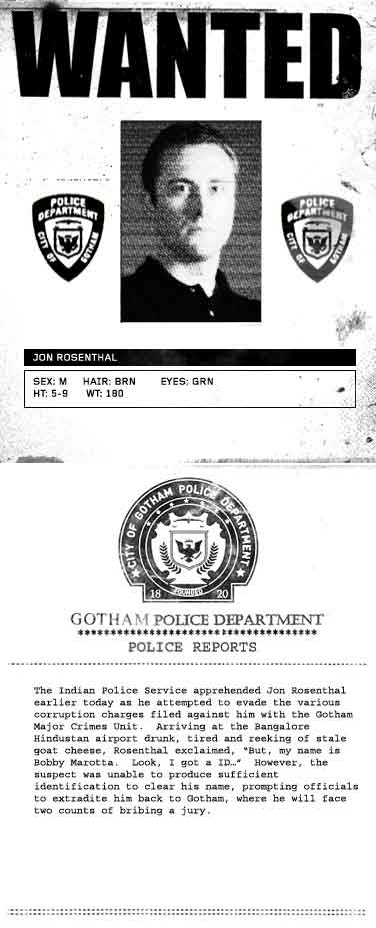 WANTED
POLICE
DEPARTMENT
CITY OF GOTHAM
POLICE
DEPARTMENT
CITY OF GOTHAM
JON ROSENTHAL
SEX: M HAIR: BRN EYES: GRN
HT: 5-9 WT: 180
CITY OF GOTHAM POLICE DEPARTMENT
FOUNDED
18 20
GOTHAM POLICE DEPARTMENT
************************************
POLICE REPORTS
The Indian Police Service apprehended Jon Rosenthal
earlier today as he attempted to evade the various
corruption charges filed against him with the Gotham
Major Crimes Unit. Arriving at the Bangalore
Hindustan airport drunk, tired and reeking of stale
goat cheese, Rosenthal exclaimed, "But, my name is
Bobby Marotta. Look, I got a ID…" However, the
suspect was unable to produce sufficient
identification to clear his name, prompting officials
to extradite him back to Gotham, where he will face
two counts of bribing a jury.